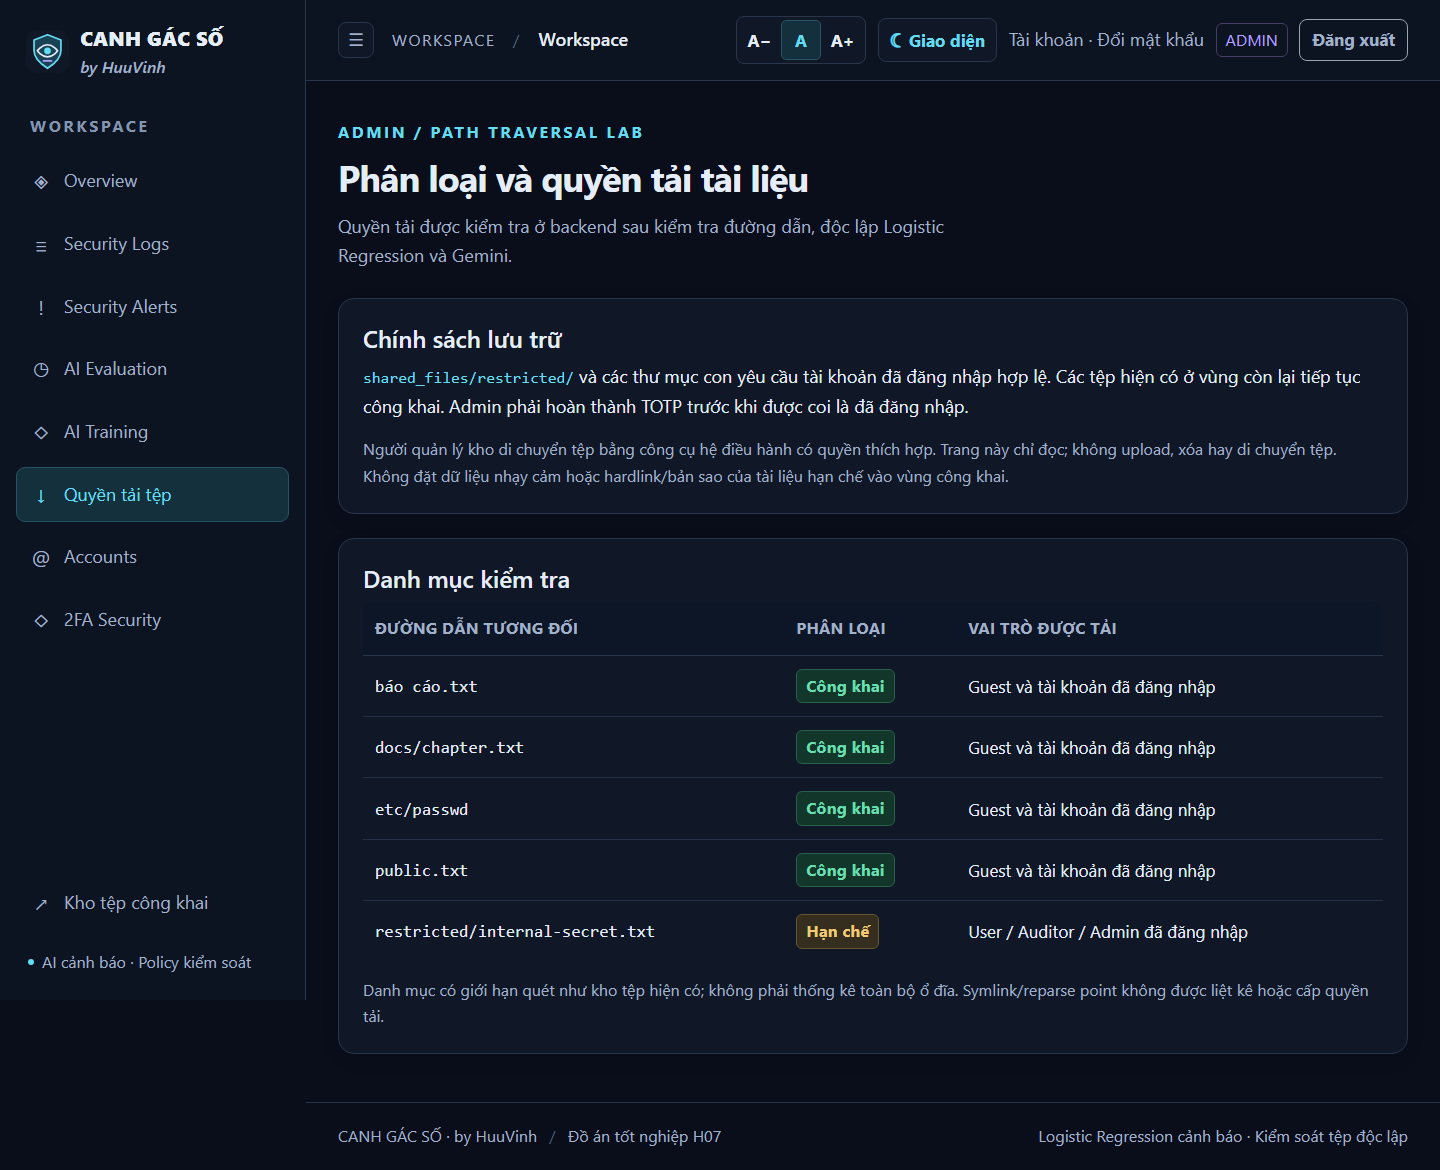 CANH GÁC SỐ
by HuuVinh
WORKSPACE
Overview
Security Logs
Security Alerts
AI Evaluation
AI Training
Quyền tải tệp
Accounts
2FA Security
Kho tệp công khai
AI cảnh báo · Policy kiểm soát
WORKSPACE / Workspace
A− A A+ Giao diện Tài khoản · Đổi mật khẩu ADMIN Đăng xuất
ADMIN / PATH TRAVERSAL LAB
Phân loại và quyền tải tài liệu
Quyền tải được kiểm tra ở backend sau kiểm tra đường dẫn, độc lập Logistic
Regression và Gemini.
Chính sách lưu trữ
shared_files/restricted/ và các thư mục con yêu cầu tài khoản đã đăng nhập hợp lệ. Các tệp hiện có ở vùng còn lại tiếp tục
công khai. Admin phải hoàn thành TOTP trước khi được coi là đã đăng nhập.
Người quản lý kho di chuyển tệp bằng công cụ hệ điều hành có quyền thích hợp. Trang này chỉ đọc; không upload, xóa hay di chuyển tệp.
Không đặt dữ liệu nhạy cảm hoặc hardlink/bản sao của tài liệu hạn chế vào vùng công khai.
Danh mục kiểm tra
ĐƯỜNG DẪN TƯƠNG ĐỐI PHÂN LOẠI VAI TRÒ ĐƯỢC TẢI
báo cáo.txt Công khai Guest và tài khoản đã đăng nhập
docs/chapter.txt Công khai Guest và tài khoản đã đăng nhập
etc/passwd Công khai Guest và tài khoản đã đăng nhập
public.txt Công khai Guest và tài khoản đã đăng nhập
restricted/internal-secret.txt Hạn chế User / Auditor / Admin đã đăng nhập
Danh mục có giới hạn quét như kho tệp hiện có; không phải thống kê toàn bộ ổ đĩa. Symlink/reparse point không được liệt kê hoặc cấp quyền
tải.
CANH GÁC SỐ · by HuuVinh / Đồ án tốt nghiệp H07
Logistic Regression cảnh báo · Kiểm soát tệp độc lập